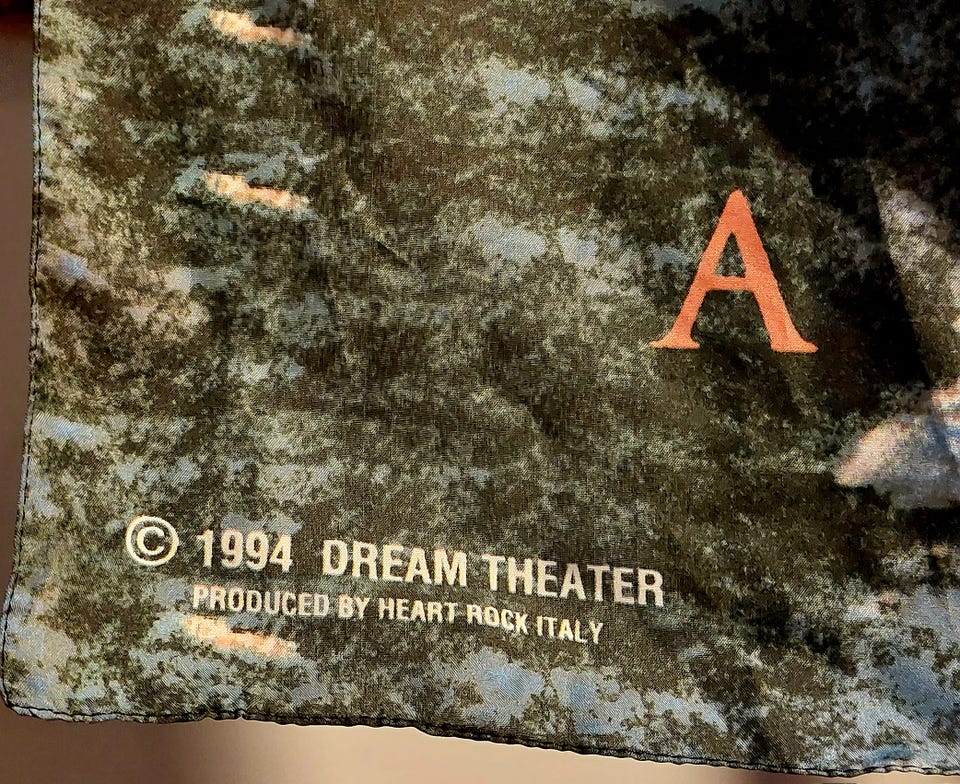 A
© 1994 DREAM THEATER
PRODUCED BY HEART ROCK ITALY